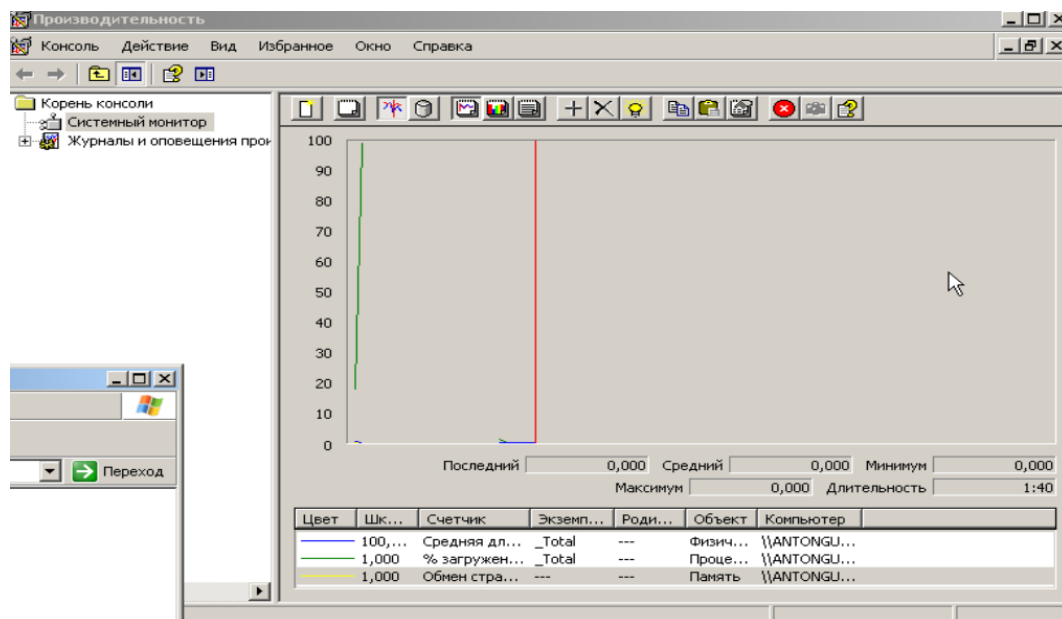 Производительность
Консоль Действие Вид Избранное Окно Справка
Корень консоли
Системный монитор
Журналы и оповещения прои
100
90
80
70
60
50
40
30
20
10
0
Последний 0,000 Средний 0,000 Минимум 0,000
Максимум 0,000 Длительность 1:40
Цвет Шк... Счетчик Экземп... Роди... Объект Компьютер
100,... Средняя дл... _Total --- Физич... \\ANTONGU...
1,000 % загружен... _Total --- Проце... \\ANTONGU...
1,000 Обмен стра... --- --- Память \\ANTONGU...
Переход